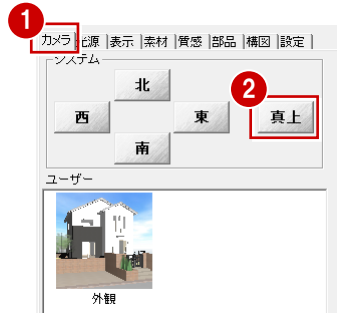 1
カメラ 光源 表示 素材 質感 部品 構図 設定
システム
北
2
西 東 真上
南
ユーザー
外観